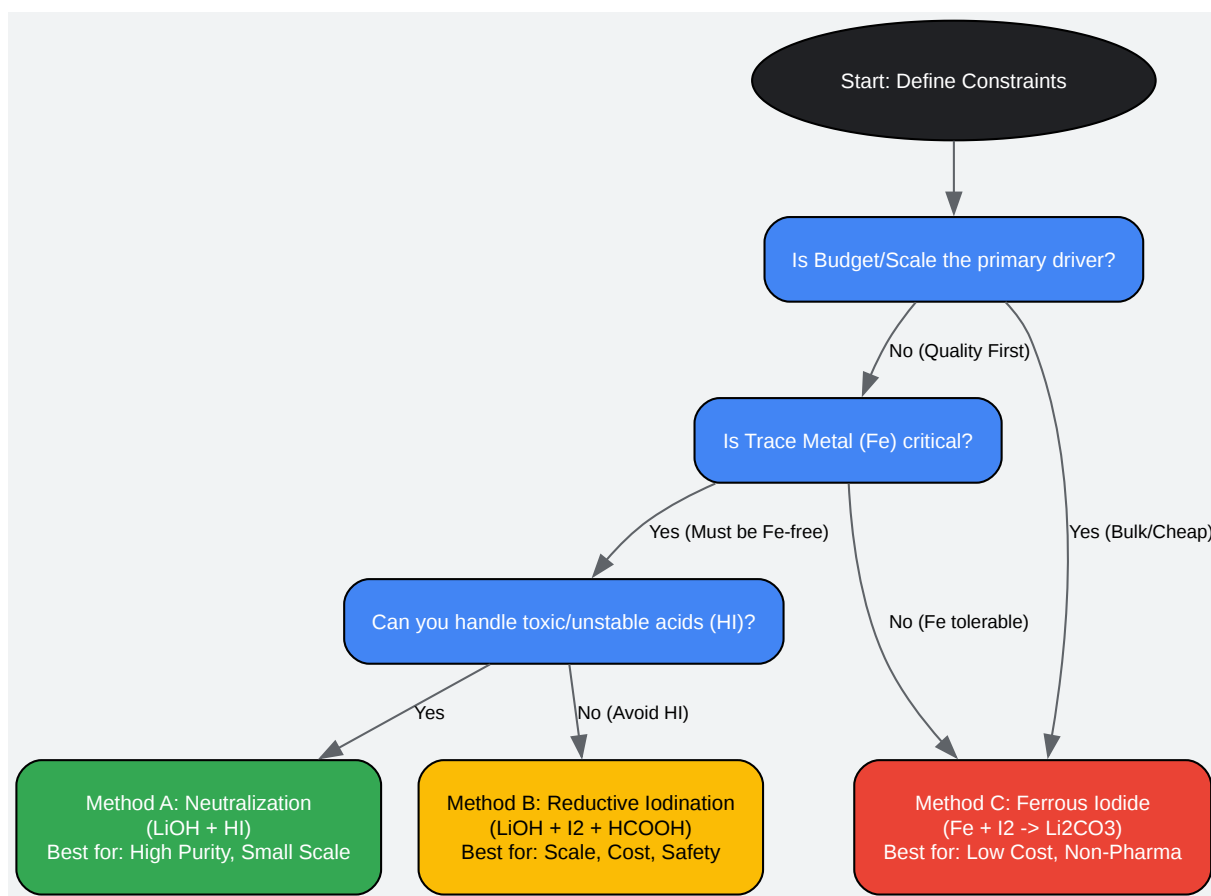 Start: Define Constraints
Is Budget/Scale the primary driver?
No (Quality First)
Is Trace Metal (Fe) critical?
Yes (Must be Fe-free)
Yes (Bulk/Cheap)
Can you handle toxic/unstable acids (HI)?
No (Fe tolerable)
Yes
No (Avoid HI)
Method A: Neutralization
(LiOH + HI)
Best for: High Purity, Small Scale
Method B: Reductive Iodination
(LiOH + I2 + HCOOH)
Best for: Scale, Cost, Safety
Method C: Ferrous Iodide
(Fe + I2 -> Li2CO3)
Best for: Low Cost, Non-Pharma